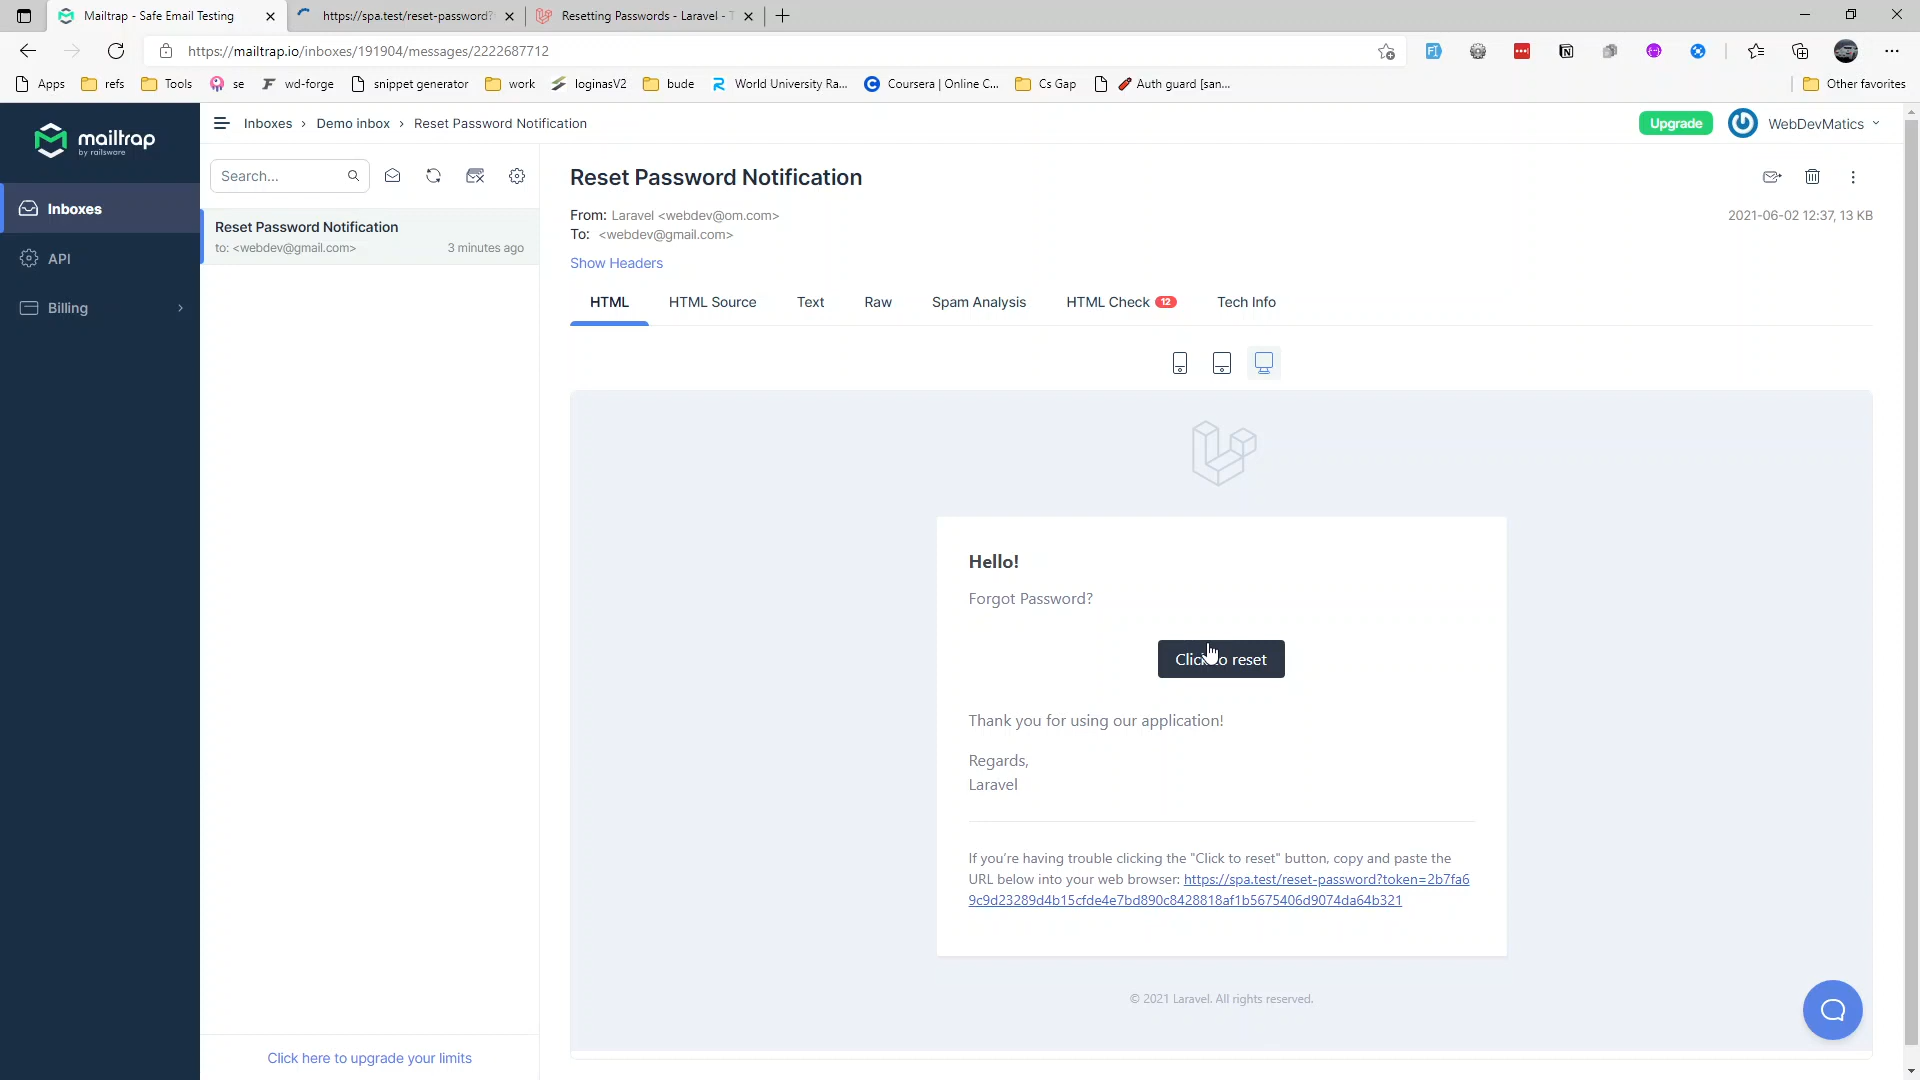 Mailtrap - Safe Email Testing
https://spa.test/reset-password?
Resetting Passwords - Laravel - T
https://mailtrap.io/inboxes/191904/messages/2222687712
Apps
refs
Tools
se
wd-forge
snippet generator
work
loginasV2
bude
World University Ra...
Coursera | Online C...
Cs Gap
Auth guard [san...
Other favorites
mailtrap
by railsware
Inboxes
API
Billing
Inboxes › Demo inbox › Reset Password Notification
Upgrade
WebDevMatics
Search...
Reset Password Notification
to: <webdev@gmail.com>
3 minutes ago
Click here to upgrade your limits
Reset Password Notification
From: Laravel <webdev@om.com>
2021-06-02 12:37, 13 KB
To: <webdev@gmail.com>
Show Headers
HTML
HTML Source
Text
Raw
Spam Analysis
HTML Check 12
Tech Info
Hello!
Forgot Password?
Click to reset
Thank you for using our application!
Regards,
Laravel
If you're having trouble clicking the "Click to reset" button, copy and paste the
URL below into your web browser: https://spa.test/reset-password?token=2b7fa6
9c9d23289d4b15cfde4e7bd890c8428818af1b5675406d9074da64b321
© 2021 Laravel. All rights reserved.